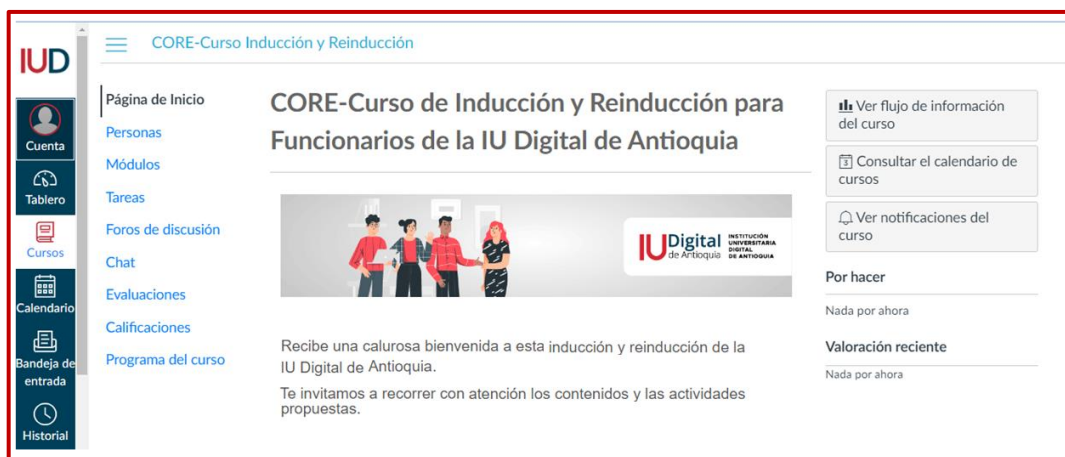 IUD
Cuenta
Tablero
Cursos
Calendario
Bandeja de
entrada
Historial
CORE-Curso Inducción y Reinducción
Página de Inicio
Personas
Módulos
Tareas
Foros de discusión
Chat
Evaluaciones
Calificaciones
Programa del curso
CORE-Curso de Inducción y Reinducción para
Funcionarios de la IU Digital de Antioquia
IUDigital
de Antioquia
INSTITUCIÓN
UNIVERSITARIA
DIGITAL
DE ANTIOQUIA
Recibe una calurosa bienvenida a esta inducción y reinducción de la
IU Digital de Antioquia.
Te invitamos a recorrer con atención los contenidos y las actividades
propuestas.
Ver flujo de información
del curso
Consultar el calendario de
cursos
Ver notificaciones del
curso
Por hacer
Nada por ahora
Valoración reciente
Nada por ahora